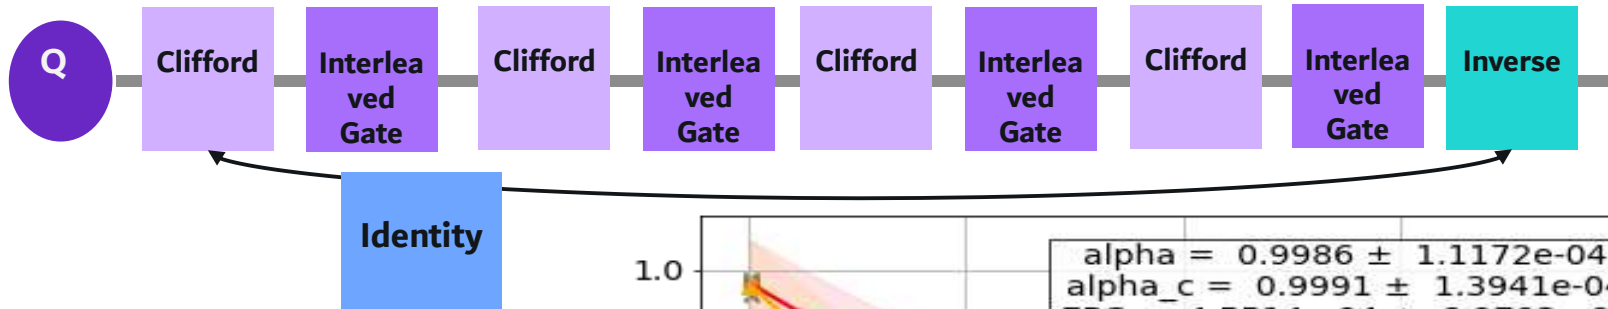 Q
Clifford
Interlea
ved
Gate
Clifford
Interlea
ved
Gate
Clifford
Interlea
ved
Gate
Clifford
Interlea
ved
Gate
Inverse
Identity
1.0
alpha = 0.9986 ± 1.1172e-04
alpha_c = 0.9991 ± 1.3941e-0